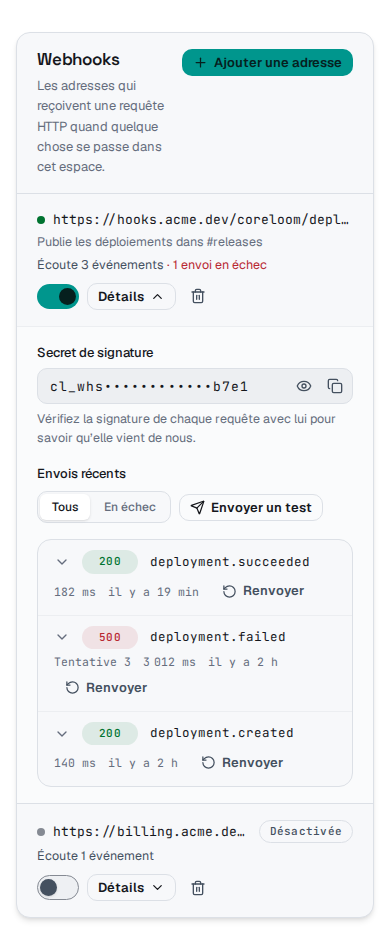 Webhooks
Ajouter une adresse
Les adresses qui
reçoivent une requête
HTTP quand quelque
chose se passe dans
cet espace.
https://hooks.acme.dev/coreloom/depl…
Publie les déploiements dans #releases
Écoute 3 événements · 1 envoi en échec
Détails
Secret de signature
cl_whs••••••••••••b7e1
Vérifiez la signature de chaque requête avec lui pour
savoir qu'elle vient de nous.
Envois récents
Tous En échec Envoyer un test
200 deployment.succeeded
182 ms il y a 19 min Renvoyer
500 deployment.failed
Tentative 3 3 012 ms il y a 2 h
Renvoyer
200 deployment.created
140 ms il y a 2 h Renvoyer
https://billing.acme.de… Désactivée
Écoute 1 événement
Détails